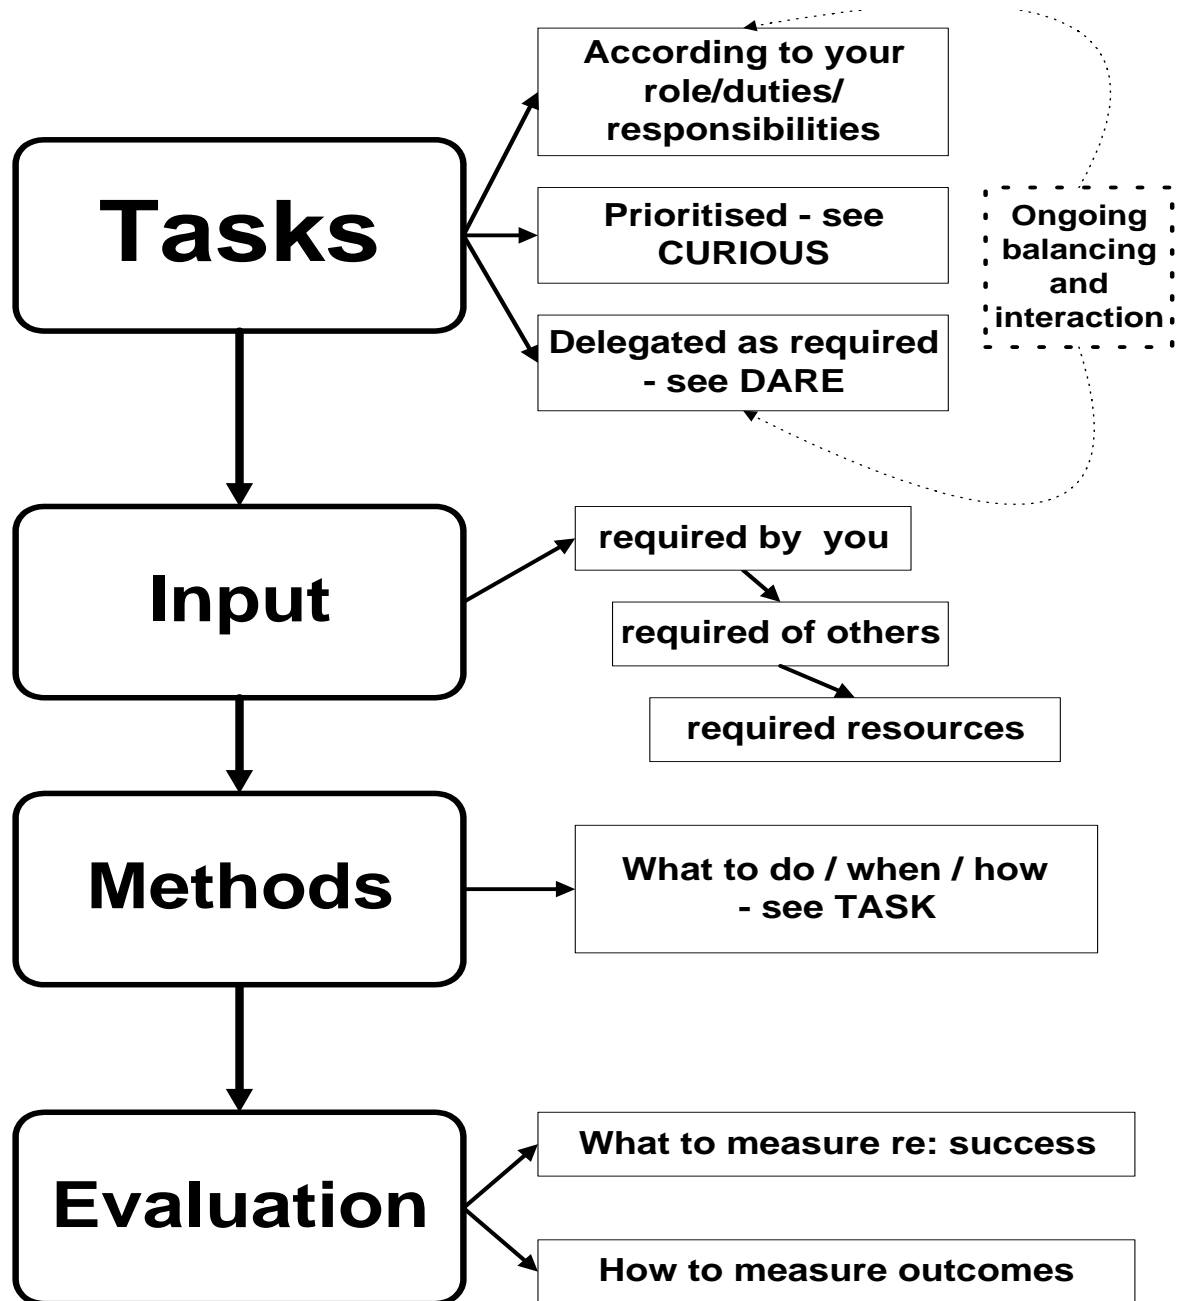 Tasks
According to your
role/duties/
responsibilities
Prioritised - see
CURIOUS
Delegated as required
- see DARE
Ongoing
balancing
and
interaction
Input
required by  you
required of others
required resources
Methods
What to do / when / how
- see TASK
Evaluation
What to measure re: success
How to measure outcomes